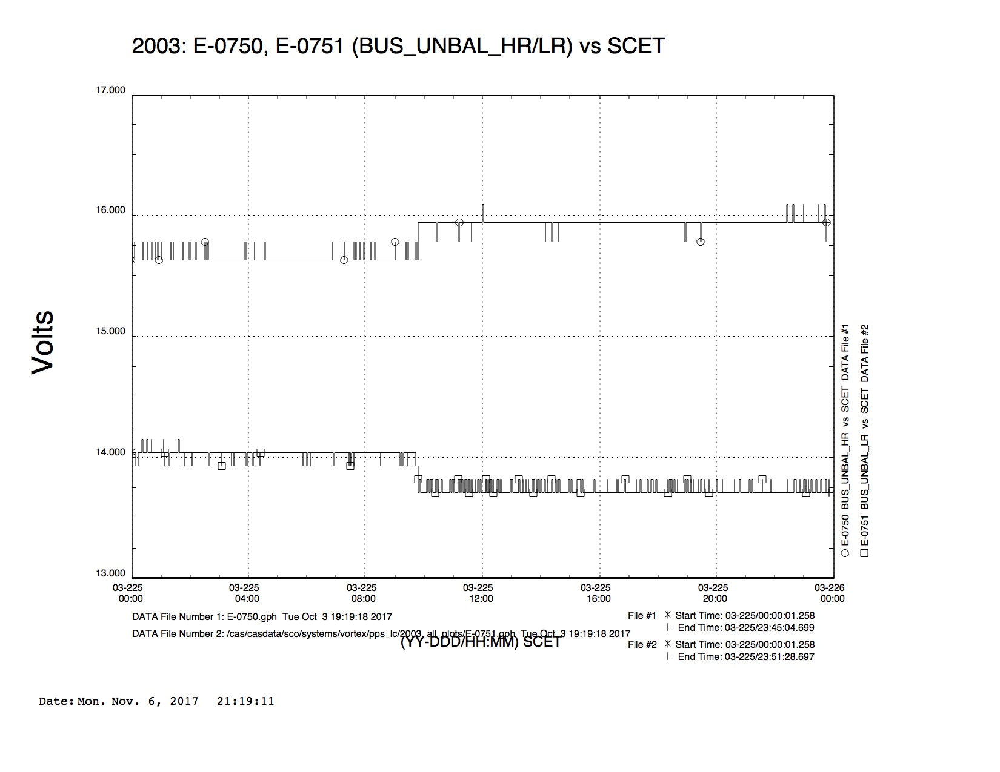 2003: E-0750, E-0751 (BUS_UNBAL_HR/LR) vs SCET
17.000
16.000
15.000
14.000
13.000
Volts
03-225 03-225 03-225 03-225 03-225 03-225 03-226
00:00 04:00 08:00 12:00 16:00 20:00 00:00
E-0750 BUS_UNBAL_HR vs SCET DATA File #1
E-0751 BUS_UNBAL_LR vs SCET DATA File #2
DATA File Number 1: E-0750.gph Tue Oct 3 19:19:18 2017
DATA File Number 2: /cas/casdata/sco/systems/vortex/pps_lc/2003_all_plots/E-0751.gph Tue Oct 3 19:19:18 2017
(YY-DDD/HH:MM) SCET
File #1 Start Time: 03-225/00:00:01.258
End Time: 03-225/23:45:04.699
File #2 Start Time: 03-225/00:00:01.258
End Time: 03-225/23:51:28.697
Date: Mon. Nov. 6, 2017 21:19:11